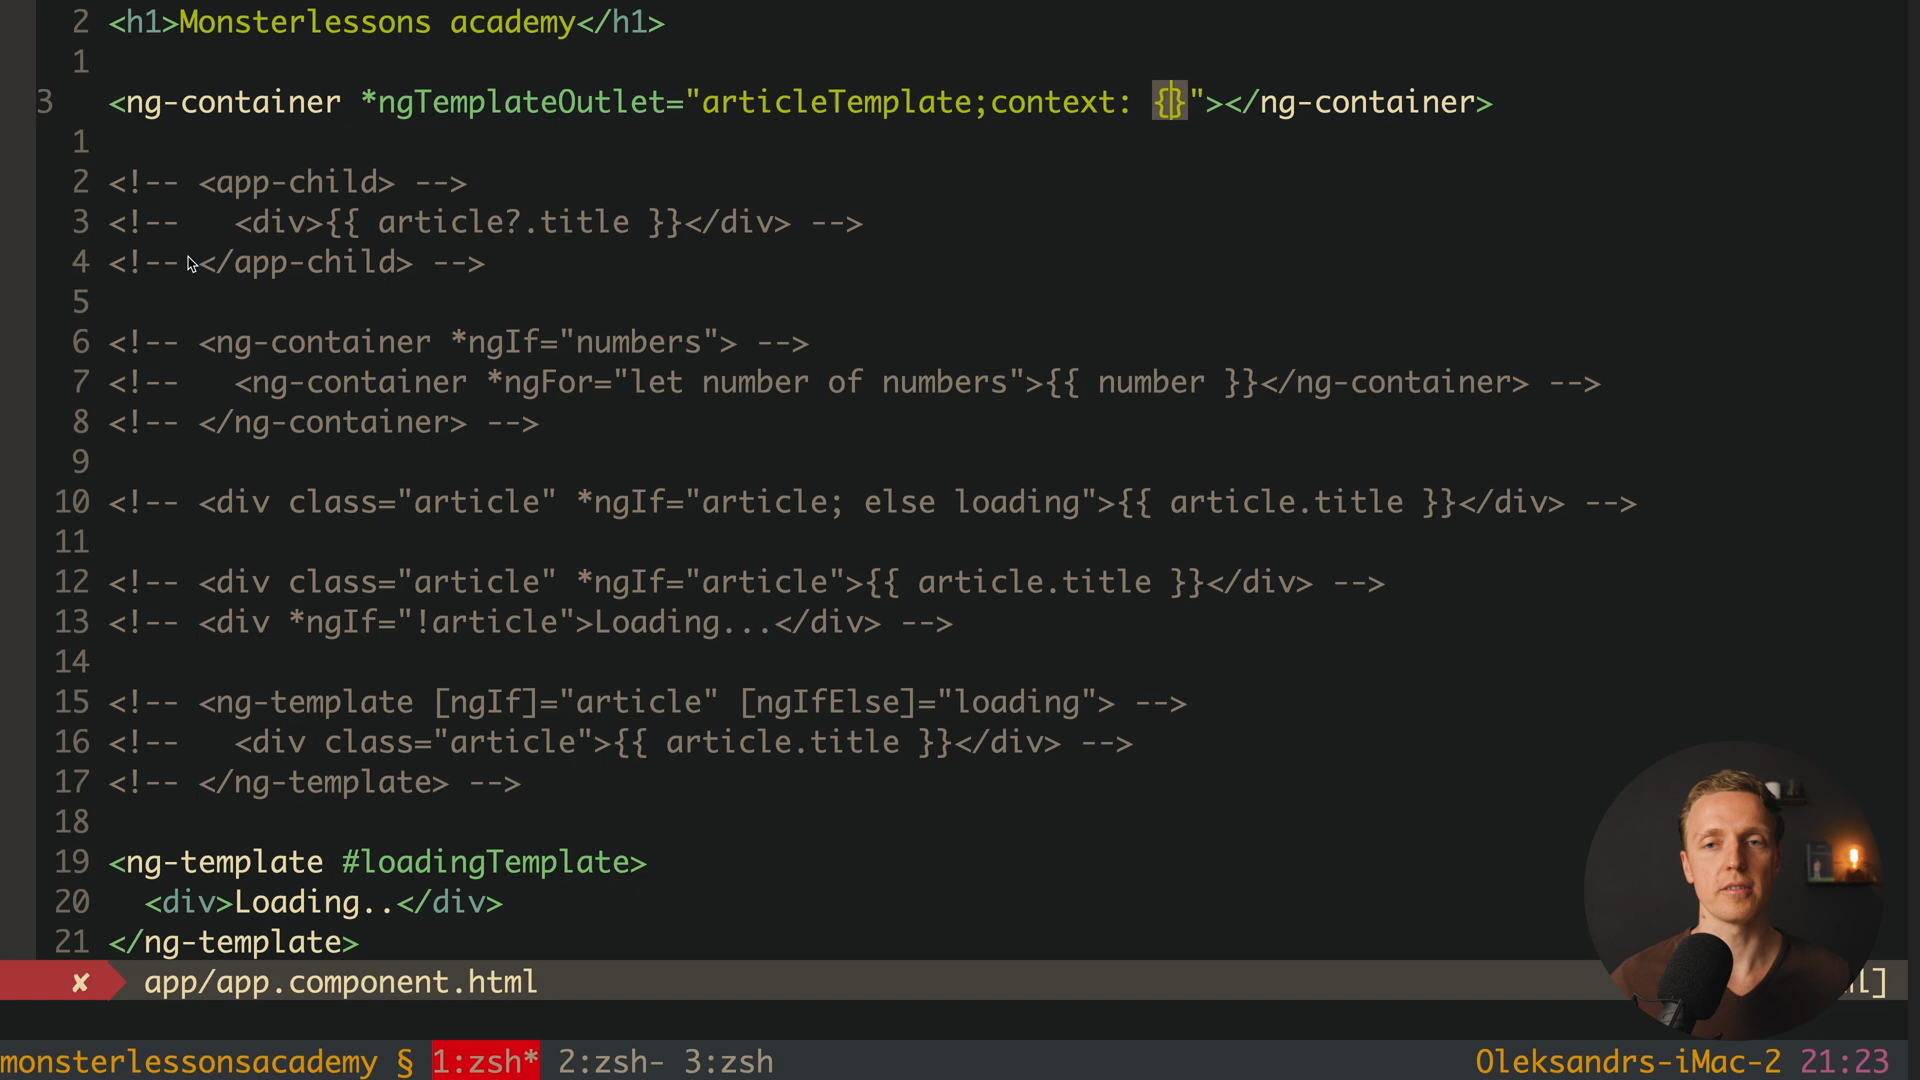 2 <h1>Monsterlessons academy</h1>
1
3 <ng-container *ngTemplateOutlet="articleTemplate;context: {}"></ng-container>
1
2 <!-- <app-child> -->
3 <!--   <div>{{ article?.title }}</div> -->
4 <!-- </app-child> -->
5
6 <!-- <ng-container *ngIf="numbers"> -->
7 <!--   <ng-container *ngFor="let number of numbers">{{ number }}</ng-container> -->
8 <!-- </ng-container> -->
9
10 <!-- <div class="article" *ngIf="article; else loading">{{ article.title }}</div> -->
11
12 <!-- <div class="article" *ngIf="article">{{ article.title }}</div> -->
13 <!-- <div *ngIf="!article">Loading...</div> -->
14
15 <!-- <ng-template [ngIf]="article" [ngIfElse]="loading"> -->
16 <!--   <div class="article">{{ article.title }}</div> -->
17 <!-- </ng-template> -->
18
19 <ng-template #loadingTemplate>
20   <div>Loading..</div>
21 </ng-template>
✘ app/app.component.html
monsterlessonsacademy § 1:zsh* 2:zsh- 3:zsh Oleksandrs-iMac-2 21:23